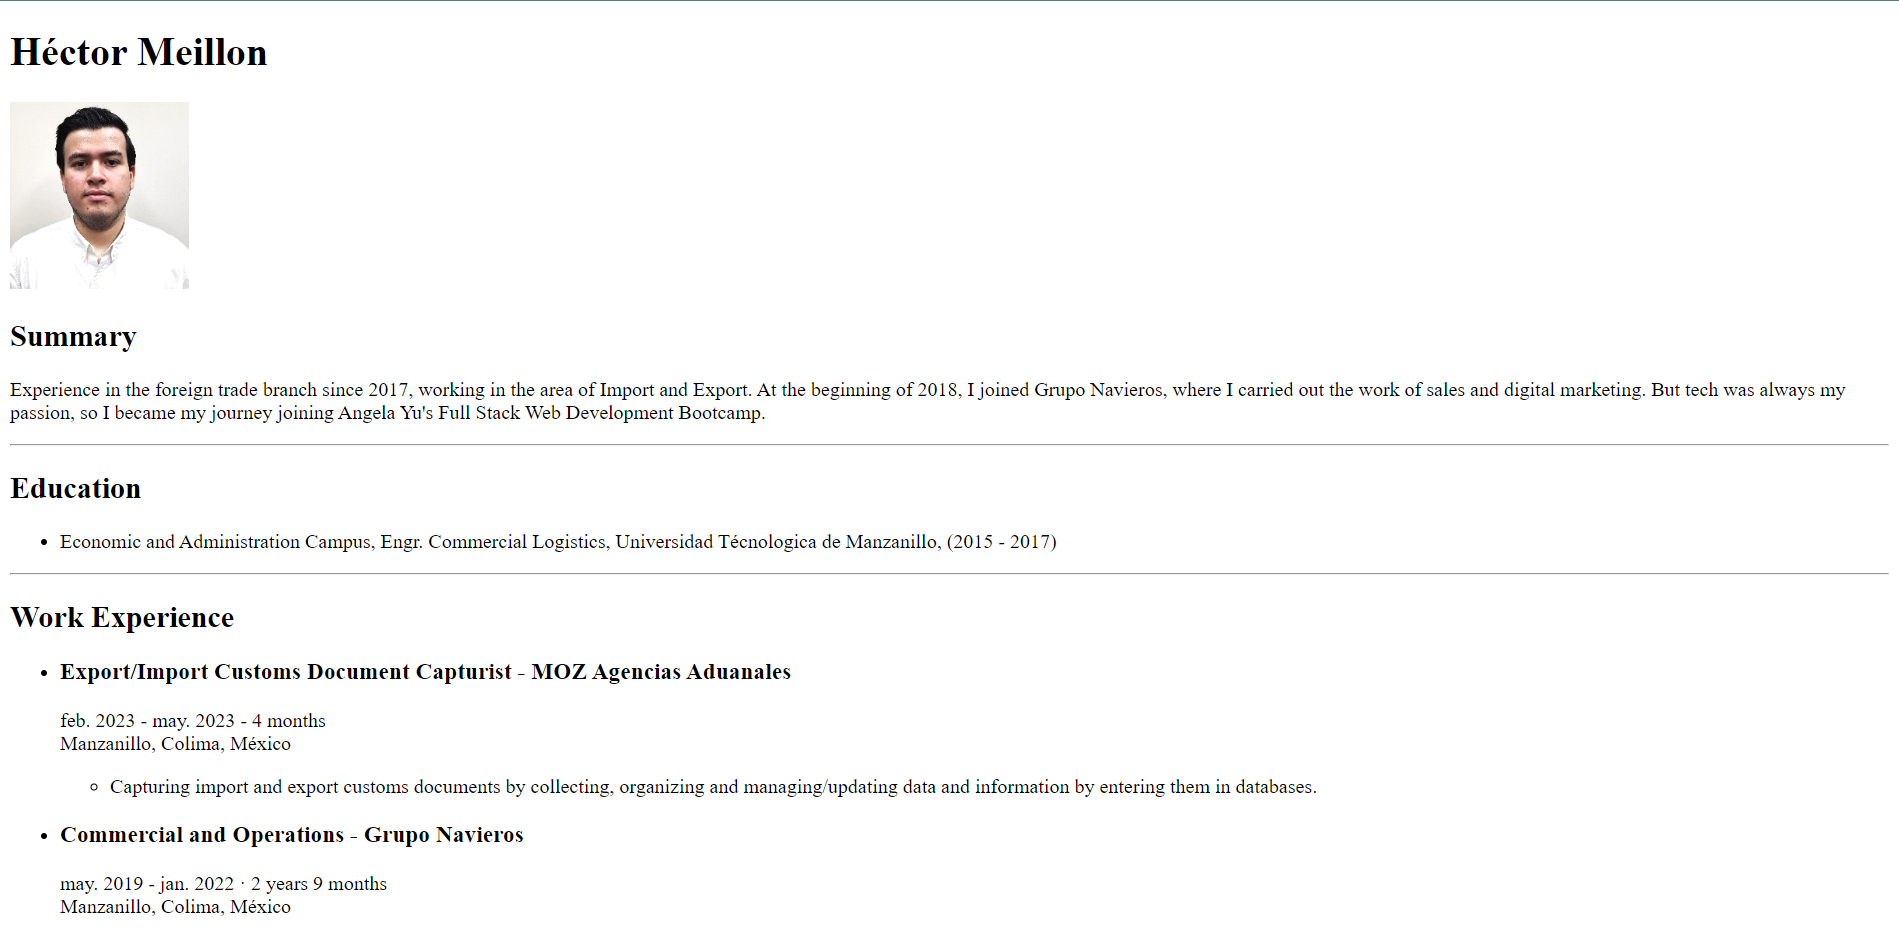 Héctor Meillon
Summary
Experience in the foreign trade branch since 2017, working in the area of Import and Export. At the beginning of 2018, I joined Grupo Navieros, where I carried out the work of sales and digital marketing. But tech was always my
passion, so I became my journey joining Angela Yu's Full Stack Web Development Bootcamp.
Education
• Economic and Administration Campus, Engr. Commercial Logistics, Universidad Técnologica de Manzanillo, (2015 - 2017)
Work Experience
• Export/Import Customs Document Capturist - MOZ Agencias Aduanales
feb. 2023 - may. 2023 - 4 months
Manzanillo, Colima, México
◦ Capturing import and export customs documents by collecting, organizing and managing/updating data and information by entering them in databases.
• Commercial and Operations - Grupo Navieros
may. 2019 - jan. 2022 · 2 years 9 months
Manzanillo, Colima, México